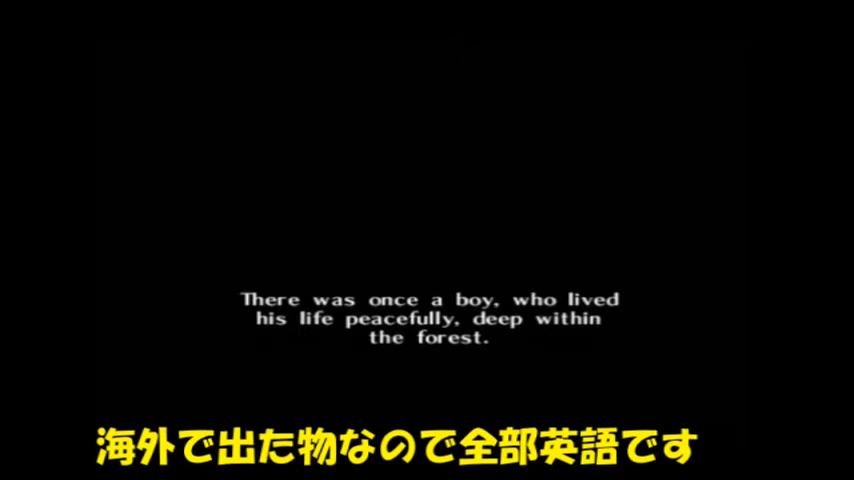 There was once a boy, who lived
his life peacefully, deep within
the forest.
海外で出た物なので全部英語です